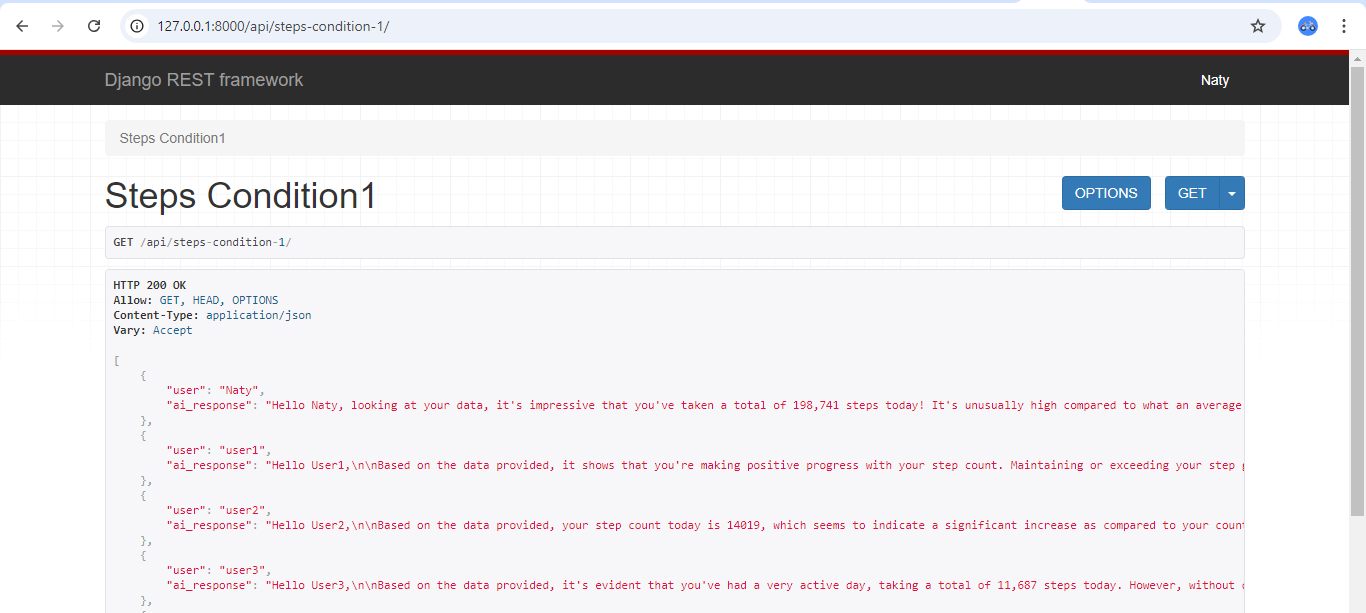 127.0.0.1:8000/api/steps-condition-1/
Django REST framework
Naty
Steps Condition1
Steps Condition1
OPTIONS
GET
GET /api/steps-condition-1/
HTTP 200 OK
Allow: GET, HEAD, OPTIONS
Content-Type: application/json
Vary: Accept
[
{
"user": "Naty",
"ai_response": "Hello Naty, looking at your data, it's impressive that you've taken a total of 198,741 steps today! It's unusually high compared to what an average
},
{
"user": "user1",
"ai_response": "Hello User1,\n\nBased on the data provided, it shows that you're making positive progress with your step count. Maintaining or exceeding your step
},
{
"user": "user2",
"ai_response": "Hello User2,\n\nBased on the data provided, your step count today is 14019, which seems to indicate a significant increase as compared to your
},
{
"user": "user3",
"ai_response": "Hello User3,\n\nBased on the data provided, it's evident that you've had a very active day, taking a total of 11,687 steps today. However, without
},